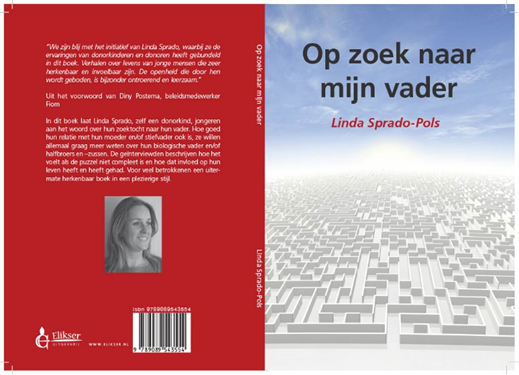 "We zijn blij met het initiatief van Linda Sprado, waarbij ze de
ervaringen van donorkinderen en donoren heeft gebundeld
in dit boek. Verhalen over levens van jonge mensen die zeer
herkenbaar en invoelbaar zijn. De openheid die door hen
wordt geboden, is bijzonder ontroerend en leerzaam."
Uit het voorwoord van Diny Postema, beleidsmedewerker
Fiom
In dit boek laat Linda Sprado, zelf een donorkind, jongeren
aan het woord over hun zoektocht naar hun vader. Hoe goed
hun relatie met hun moeder en/of stiefvader ook is, ze willen
allemaal graag meer weten over hun biologische vader en/of
halfbroers en –zussen. De geïnterviewden beschrijven hoe het
voelt als de puzzel niet compleet is en hoe dat invloed op hun
leven heeft en heeft gehad. Voor veel betrokkenen een uiter-
mate herkenbaar boek in een plezierige stijl.
isbn 9789089543554
9 789089 543554
Elikser
UITGEVERIJ
WWW.ELIKSER.NL
Op zoek naar mijn vader
Linda Sprado-Pols
Op zoek naar
mijn vader
Linda Sprado-Pols